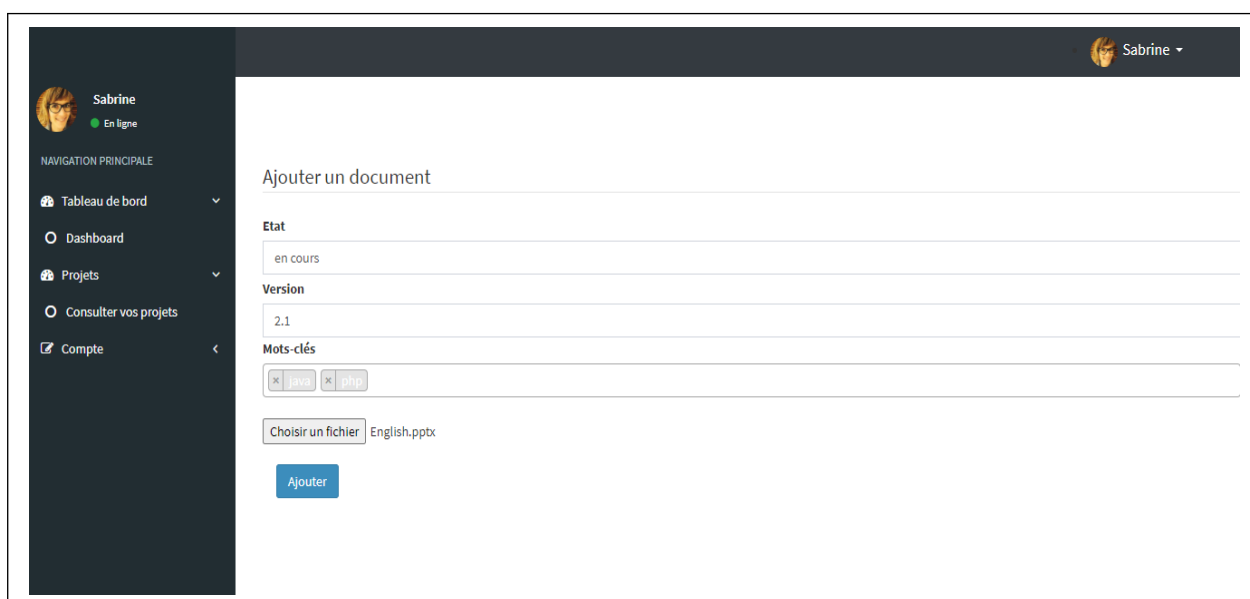 Sabrine
Sabrine
En ligne
NAVIGATION PRINCIPALE
Tableau de bord
Dashboard
Projets
Consulter vos projets
Compte
Ajouter un document
Etat
en cours
Version
2.1
Mots-clés
× java × php
Choisir un fichier English.pptx
Ajouter